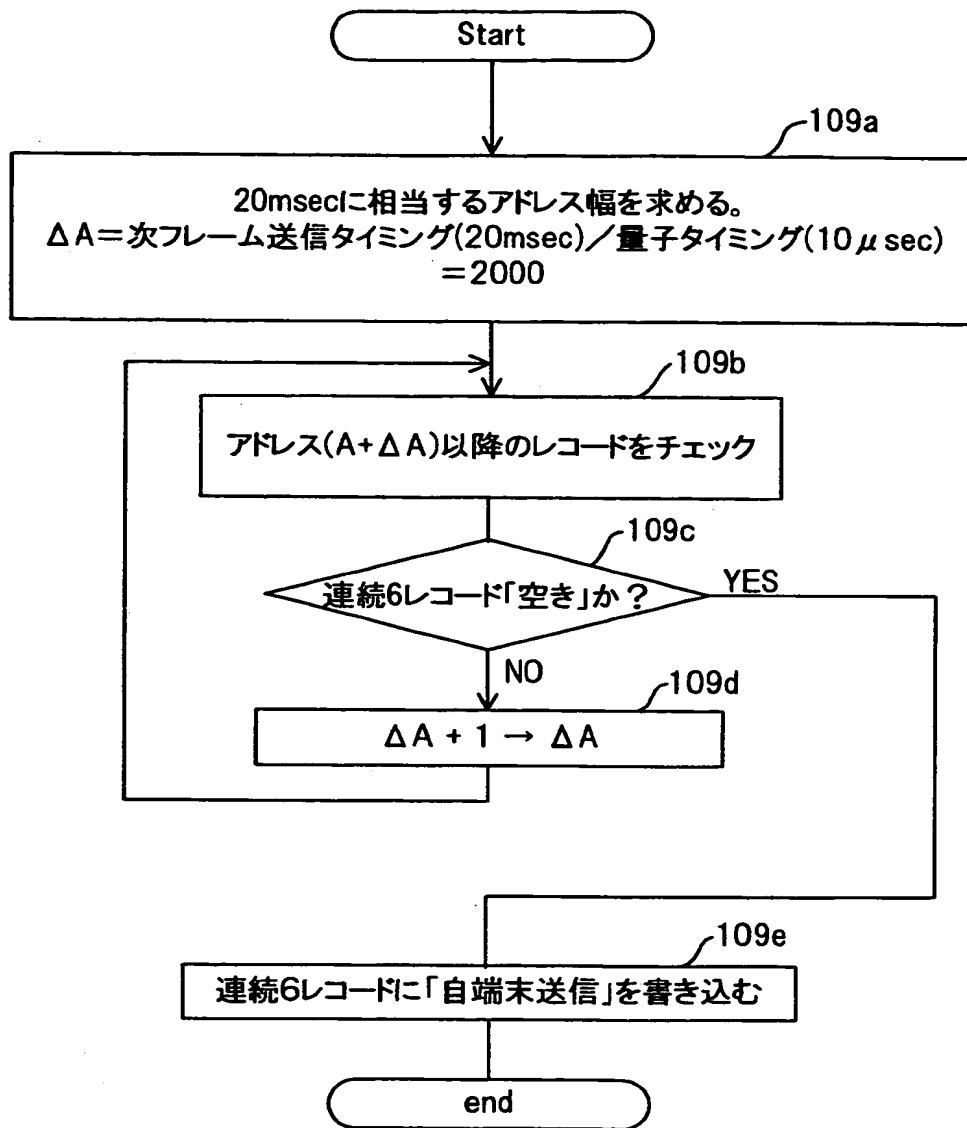 Start
109a
20msecに相当するアドレス幅を求める。
ΔA＝次フレーム送信タイミング(20msec)／量子タイミング(10μsec)
＝2000
109b
アドレス(A+ΔA)以降のレコードをチェック
109c
連続6レコード「空き」か？
YES
NO
109d
ΔA + 1 → ΔA
109e
連続6レコードに「自端末送信」を書き込む
end